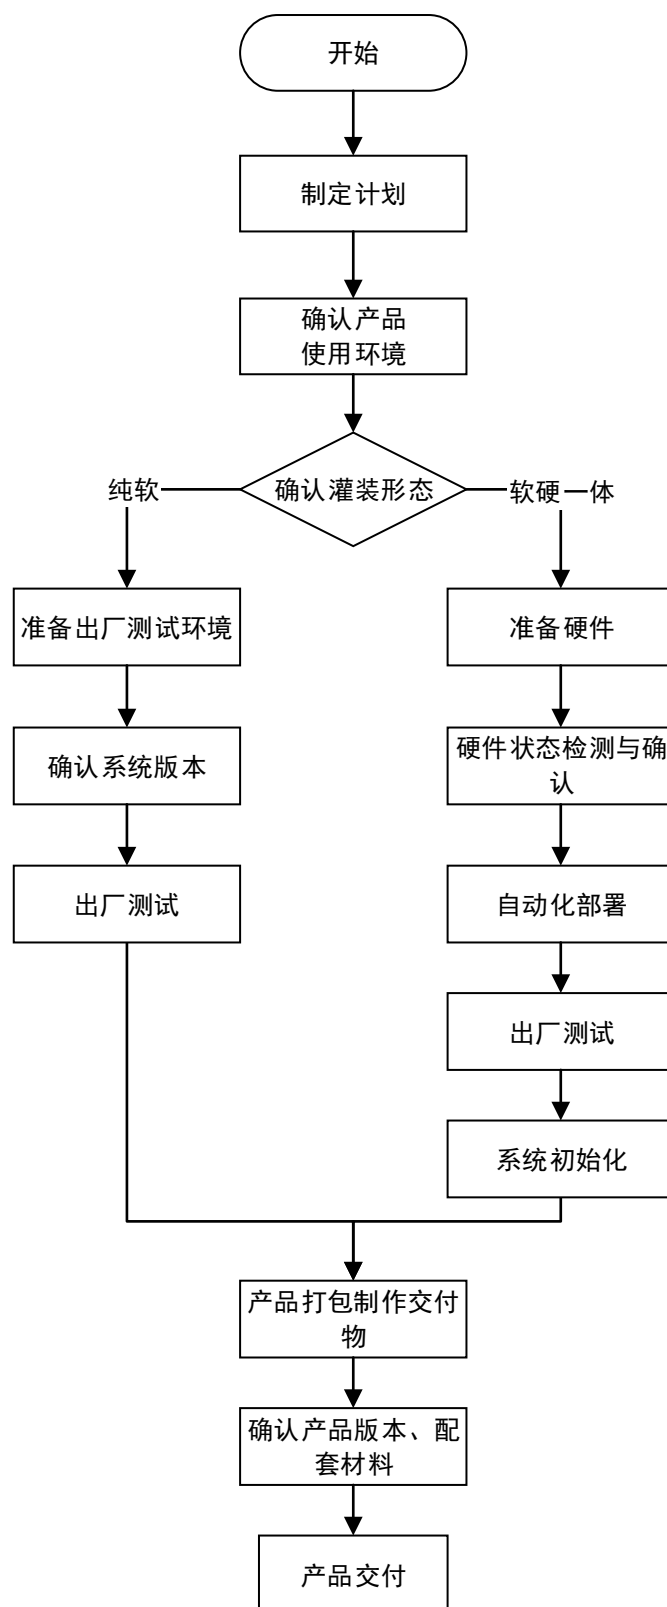 开始
制定计划
确认产品
使用环境
纯软
确认灌装形态
软硬一体
准备出厂测试环境
准备硬件
确认系统版本
硬件状态检测与确
认
出厂测试
自动化部署
出厂测试
系统初始化
产品打包制作交付
物
确认产品版本、配
套材料
产品交付